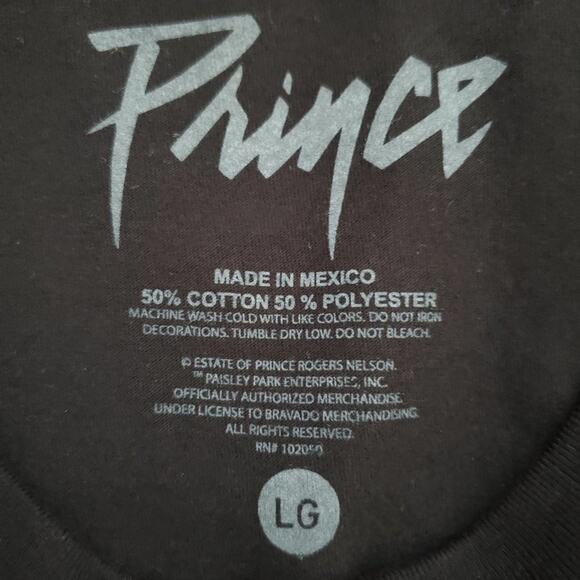 Prince
MADE IN MEXICO
50% COTTON 50 % POLYESTER
MACHINE WASH COLD WITH LIKE COLORS. DO NOT IRON
DECORATIONS. TUMBLE DRY LOW. DO NOT BLEACH.
© ESTATE OF PRINCE ROGERS NELSON.
™ PAISLEY PARK ENTERPRISES, INC.
OFFICIALLY AUTHORIZED MERCHANDISE
UNDER LICENSE TO BRAVADO MERCHANDISING.
ALL RIGHTS RESERVED.
RN# 102050
LG